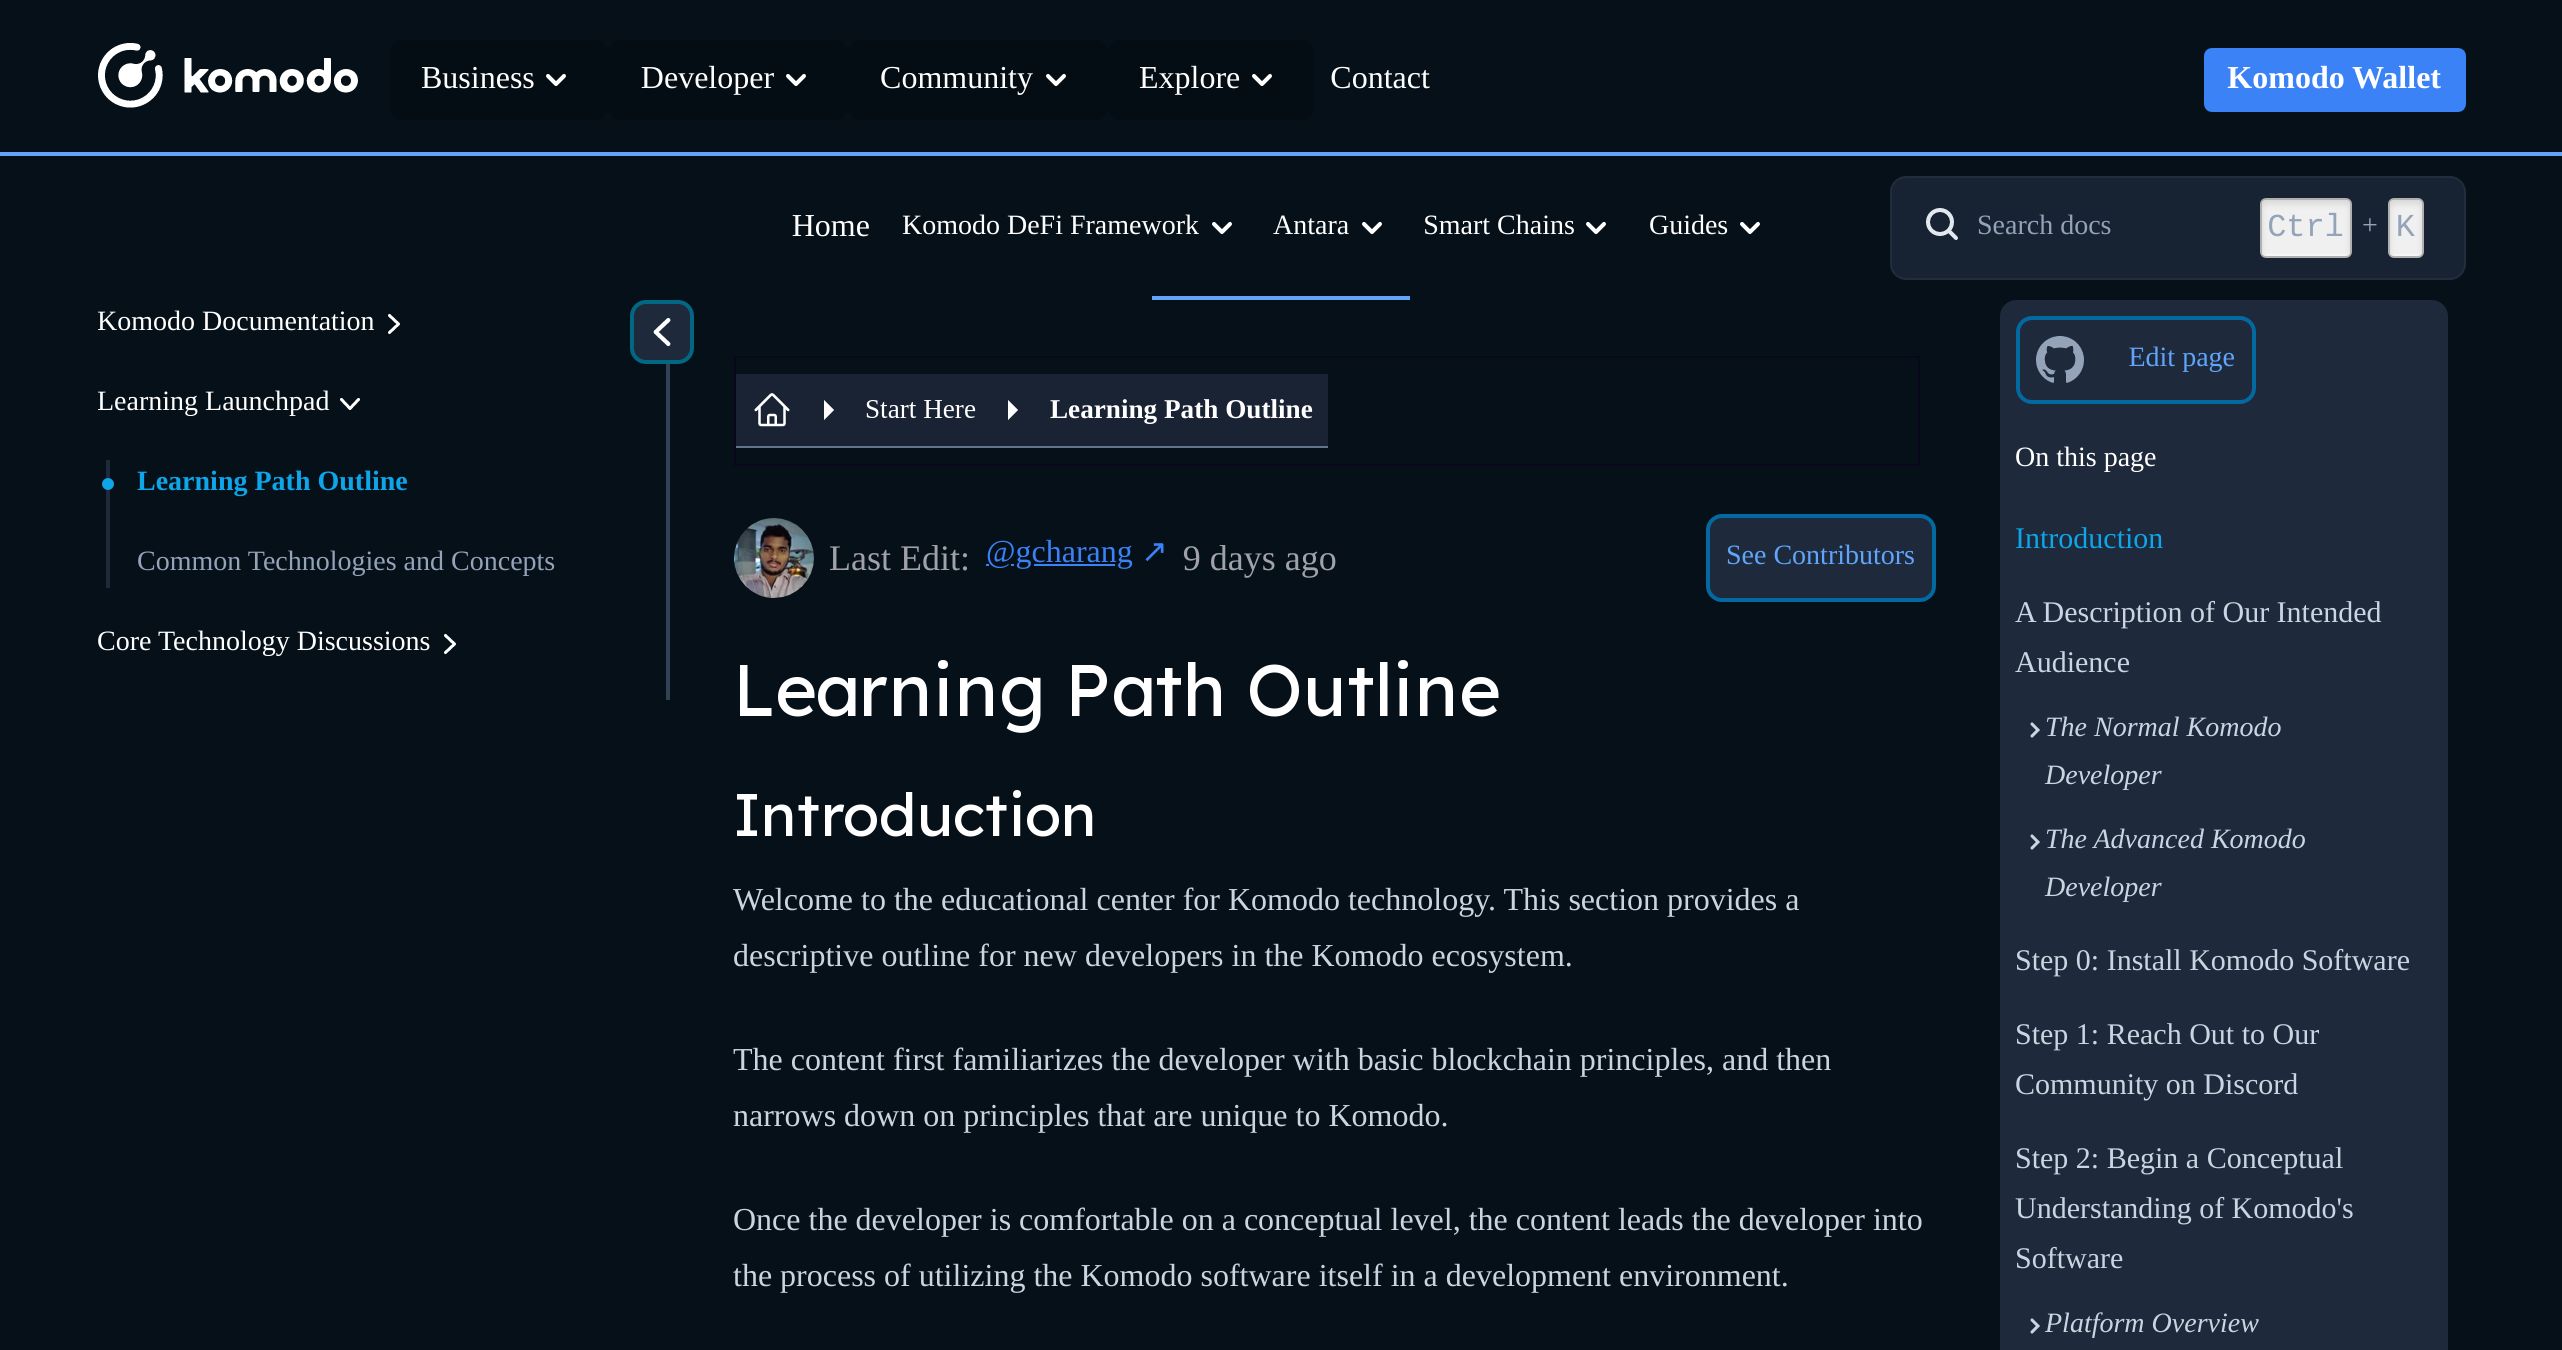 komodo
Business
Developer
Community
Explore
Contact
Komodo Wallet
Home
Komodo DeFi Framework
Antara
Smart Chains
Guides
Search docs
Ctrl + K
Komodo Documentation
Learning Launchpad
Learning Path Outline
Common Technologies and Concepts
Core Technology Discussions
Start Here
Learning Path Outline
Last Edit: @gcharang ↗ 9 days ago
See Contributors
Learning Path Outline
Introduction
Welcome to the educational center for Komodo technology. This section provides a
descriptive outline for new developers in the Komodo ecosystem.
The content first familiarizes the developer with basic blockchain principles, and then
narrows down on principles that are unique to Komodo.
Once the developer is comfortable on a conceptual level, the content leads the developer into
the process of utilizing the Komodo software itself in a development environment.
Edit page
On this page
Introduction
A Description of Our Intended
Audience
The Normal Komodo
Developer
The Advanced Komodo
Developer
Step 0: Install Komodo Software
Step 1: Reach Out to Our
Community on Discord
Step 2: Begin a Conceptual
Understanding of Komodo's
Software
Platform Overview